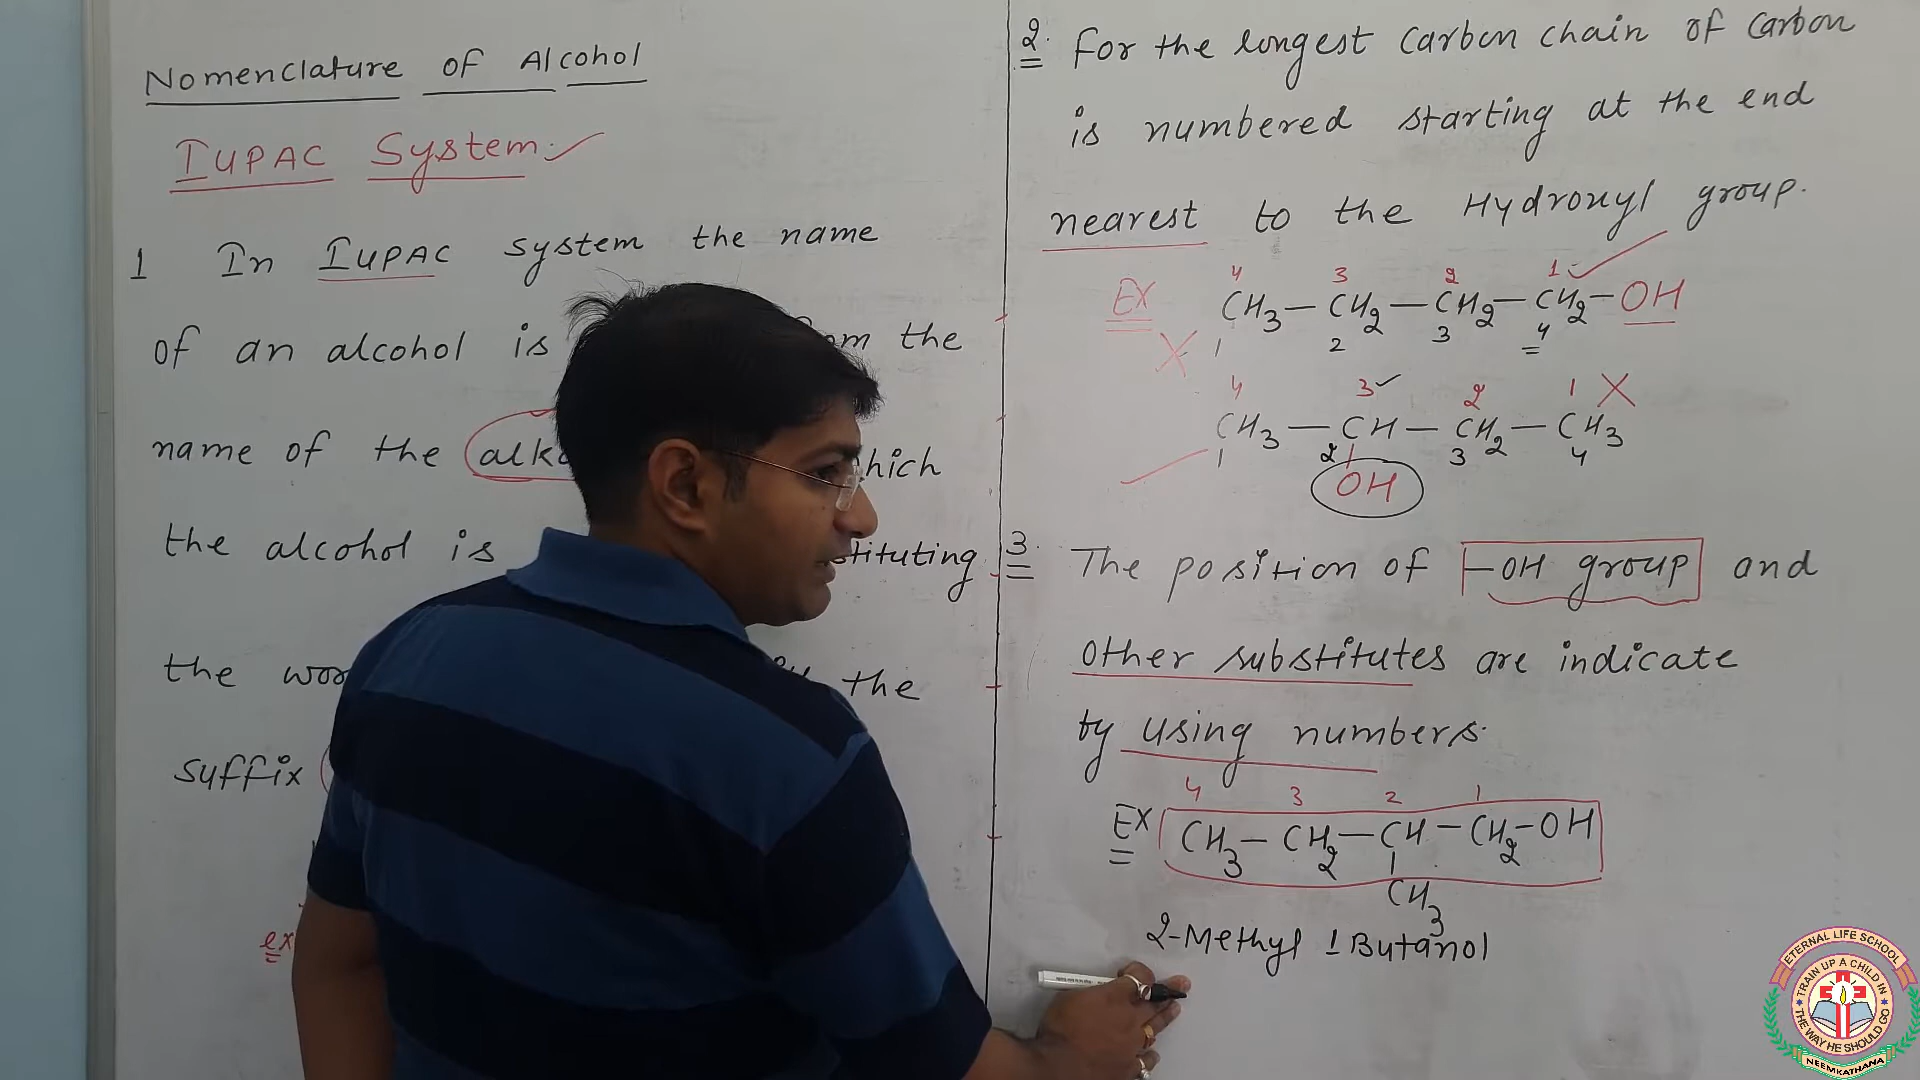 Nomenclature of Alcohol
IUPAC System
1 In IUPAC system the name
of an alcohol is the
name of the hich
the alcohol is stituting
the the
suffix
ex
2. For the longest carbon chain of carbon
is numbered starting at the end
nearest to the Hydroxyl group.
4 3 2 1
Ex CH3-CH2-CH2-CH2-OH
X 1 2 3 4
4 3 2 1 X
CH3-CH-CH2-CH3
1 2 3 4
OH
3. The position of -OH group and
other substitutes are indicate
by using numbers.
4 3 2 1
Ex CH3-CH2-CH-CH2-OH
CH3
2-Methyl 1 Butanol
ETERNAL LIFE SCHOOL
TRAIN UP A CHILD IN
THE WAY HE SHOULD GO
NEEMKATHANA